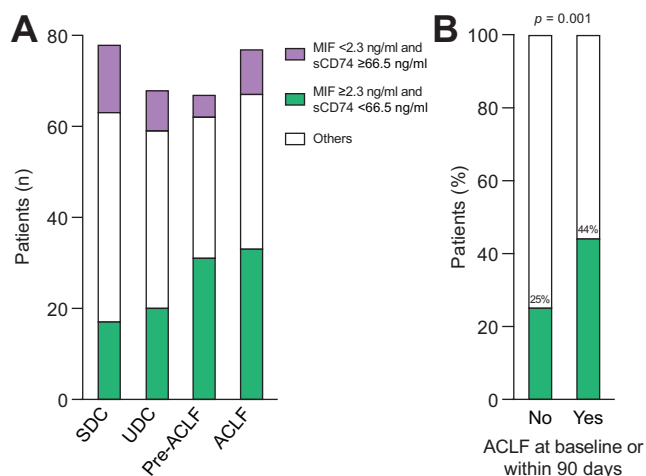 A
80
60
40
20
0
Patients (n)
SDC
UDC
Pre-ACLF
ACLF
MIF <2.3 ng/ml and
sCD74 ≥66.5 ng/ml
MIF ≥2.3 ng/ml and
sCD74 <66.5 ng/ml
Others
B
p = 0.001
100
80
60
40
20
0
Patients (%)
25%
44%
No
Yes
ACLF at baseline or
within 90 days